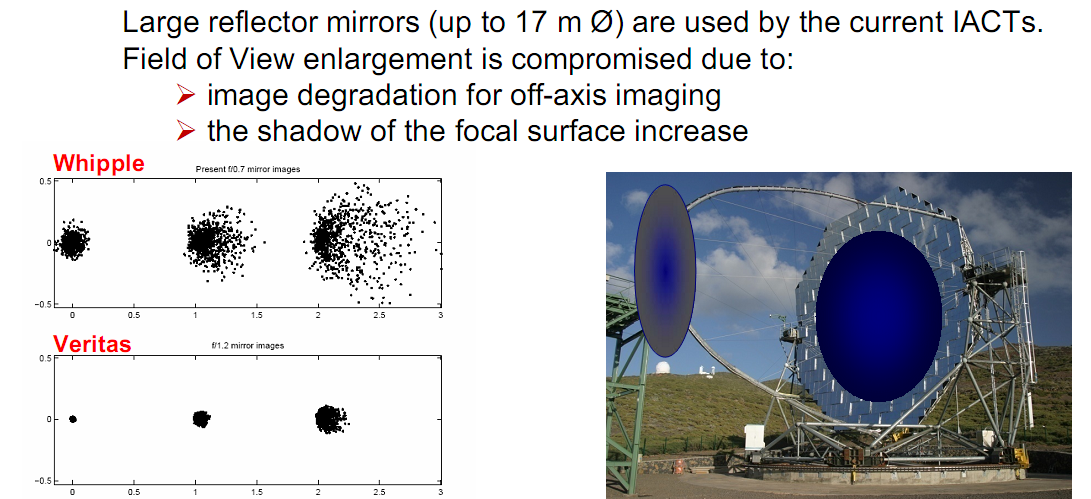 Large reflector mirrors (up to 17 m Ø) are used by the current IACTs.
Field of View enlargement is compromised due to:
➢ image degradation for off-axis imaging
➢ the shadow of the focal surface increase
Whipple
Present f/0.7 mirror images
0.5
0
−0.5
0 0.5 1 1.5 2 2.5 3
Veritas
f/1.2 mirror images
0.5
0
−0.5
0 0.5 1 1.5 2 2.5 3